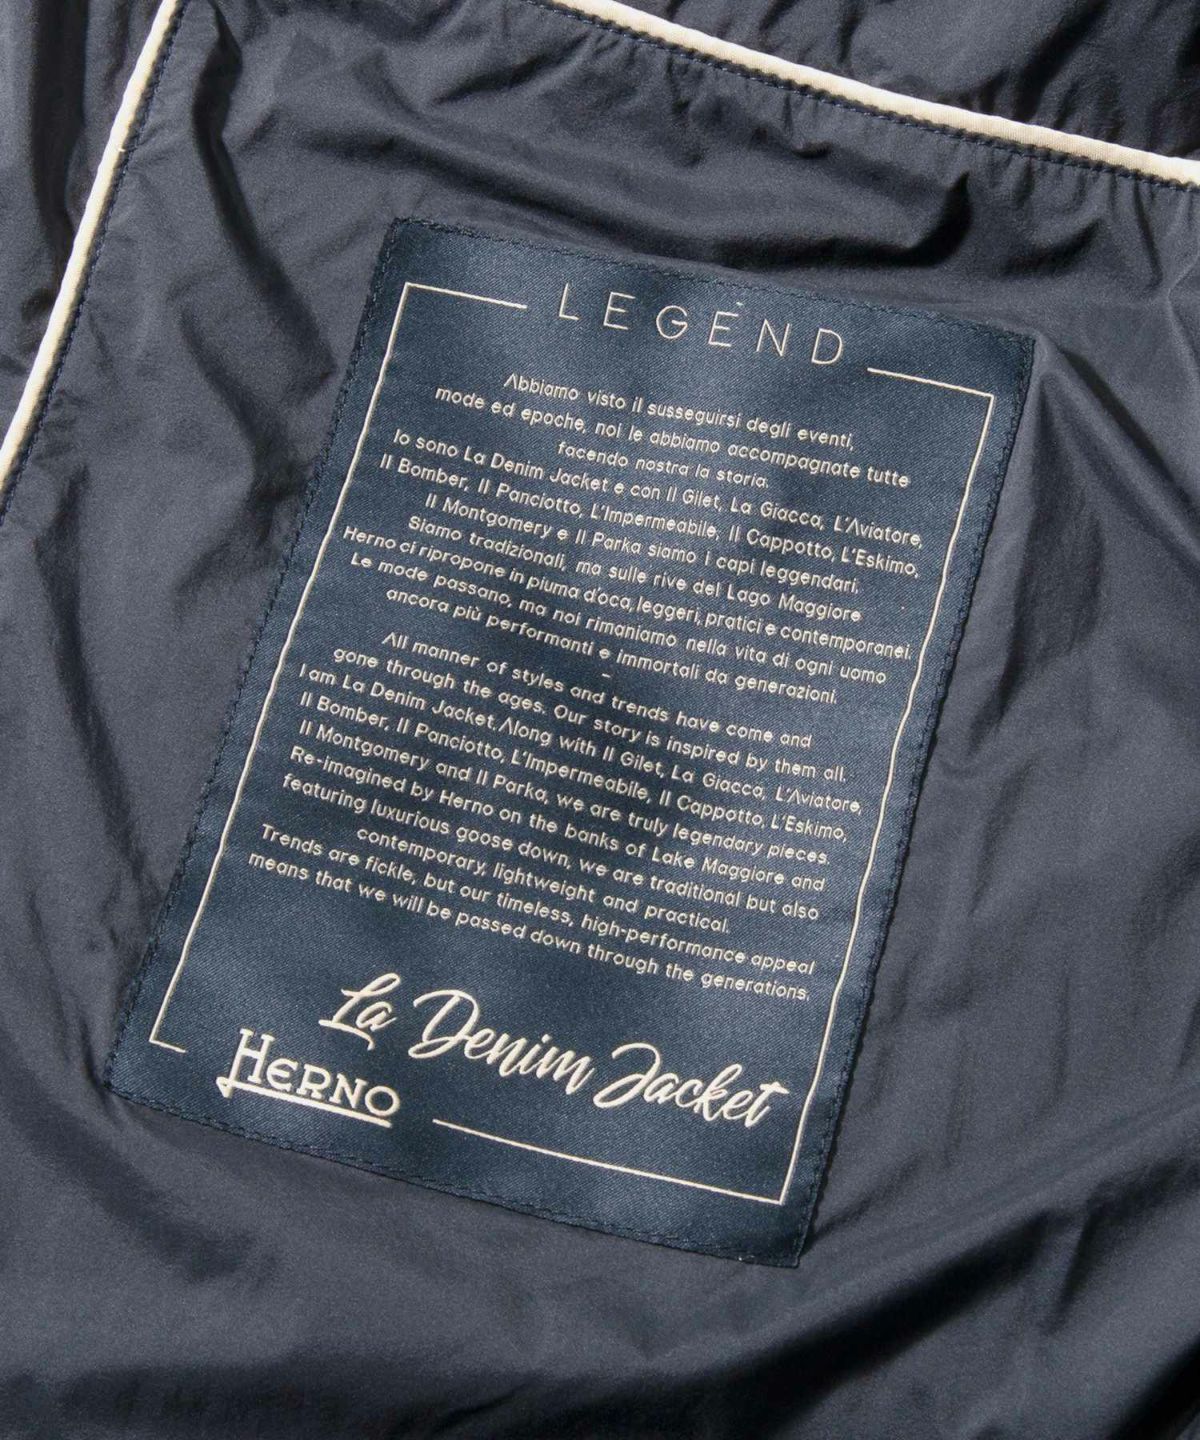 LEGEND
Abbiamo visto il susseguirsi degli eventi,
mode ed epoche, noi le abbiamo accompagnate tutte
facendo nostra la storia.
Io sono La Denim Jacket e con Il Gilet, La Giacca, L'Aviatore,
Il Bomber, Il Panciotto, L'Impermeabile, Il Cappotto, L'Eskimo,
Il Montgomery e Il Parka siamo i capi leggendari.
Siamo tradizionali, ma sulle rive del Lago Maggiore
Herno ci ripropone in piuma d'oca, leggeri, pratici e contemporanei.
Le mode passano, ma noi rimaniamo nella vita di ogni uomo
ancora più performanti e immortali da generazioni.
-
All manner of styles and trends have come and
gone through the ages. Our story is inspired by them all.
I am La Denim Jacket. Along with Il Gilet, La Giacca, L'Aviatore,
Il Bomber, Il Panciotto, L'Impermeabile, Il Cappotto, L'Eskimo,
Il Montgomery and Il Parka, we are truly legendary pieces.
Re-imagined by Herno on the banks of Lake Maggiore and
featuring luxurious goose down, we are traditional but also
contemporary, lightweight and practical.
Trends are fickle, but our timeless, high-performance appeal
means that we will be passed down through the generations.
La Denim Jacket
HERNO